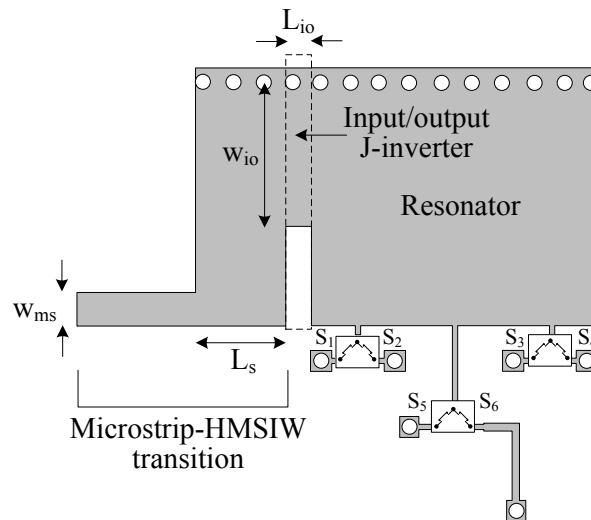 L_io
Input/output
J-inverter
w_io
Resonator
w_ms
L_s
S_1 S_2 S_3
S_5 S_6
Microstrip-HMSIW
transition